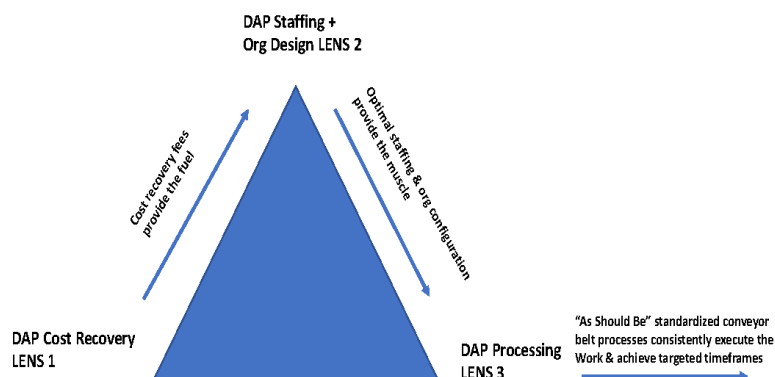 DAP Staffing +
Org Design LENS 2
Cost recovery fees
provide the fuel
Optimal staffing & org configuration
provide the muscle
DAP Cost Recovery
LENS 1
DAP Processing
LENS 3
“As Should Be” standardized conveyor
belt processes consistently execute the
Work & achieve targeted timeframes